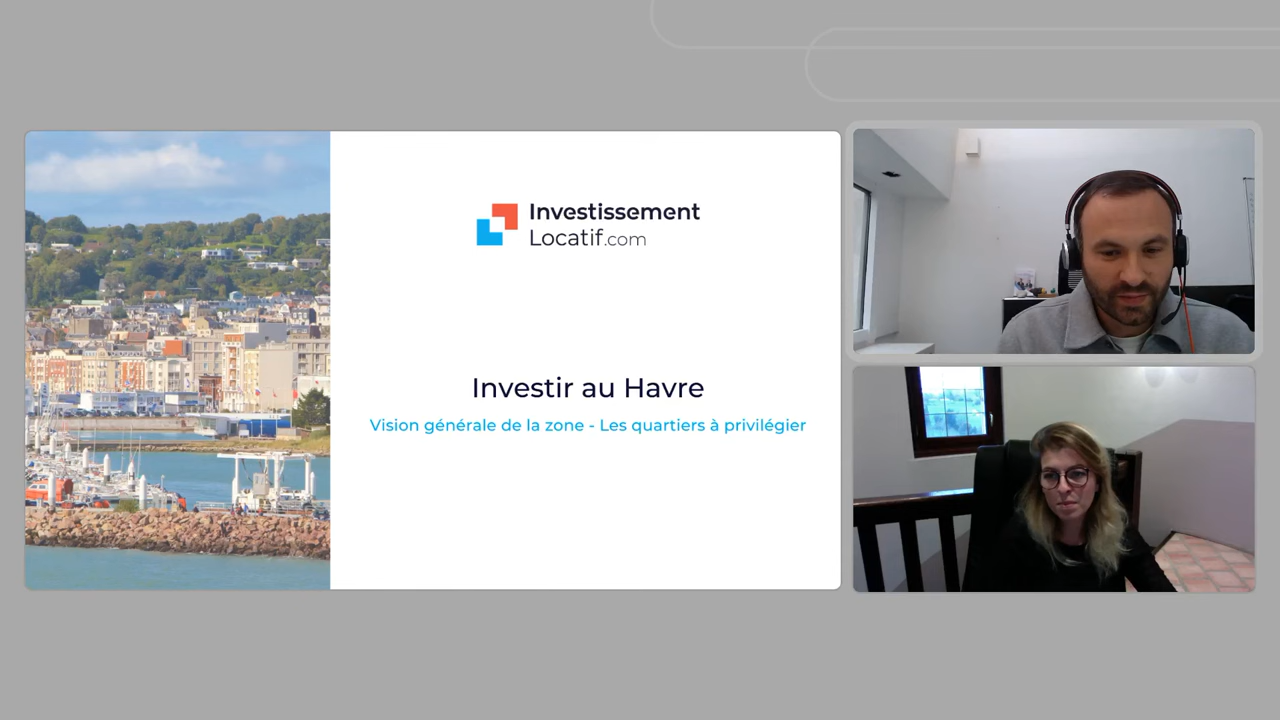 Investissement
Locatif.com
Investir au Havre
Vision générale de la zone - Les quartiers à privilégier